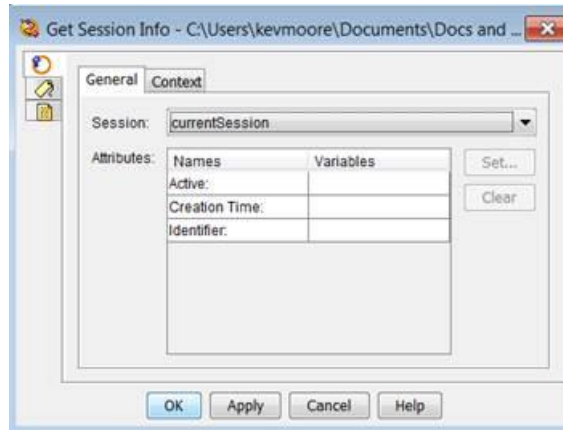 Get Session Info - C:\Users\kevmoore\Documents\Docs and ...
General Context
Session: currentSession
Attributes: Names Variables Set...
Active: Clear
Creation Time:
Identifier:
OK Apply Cancel Help